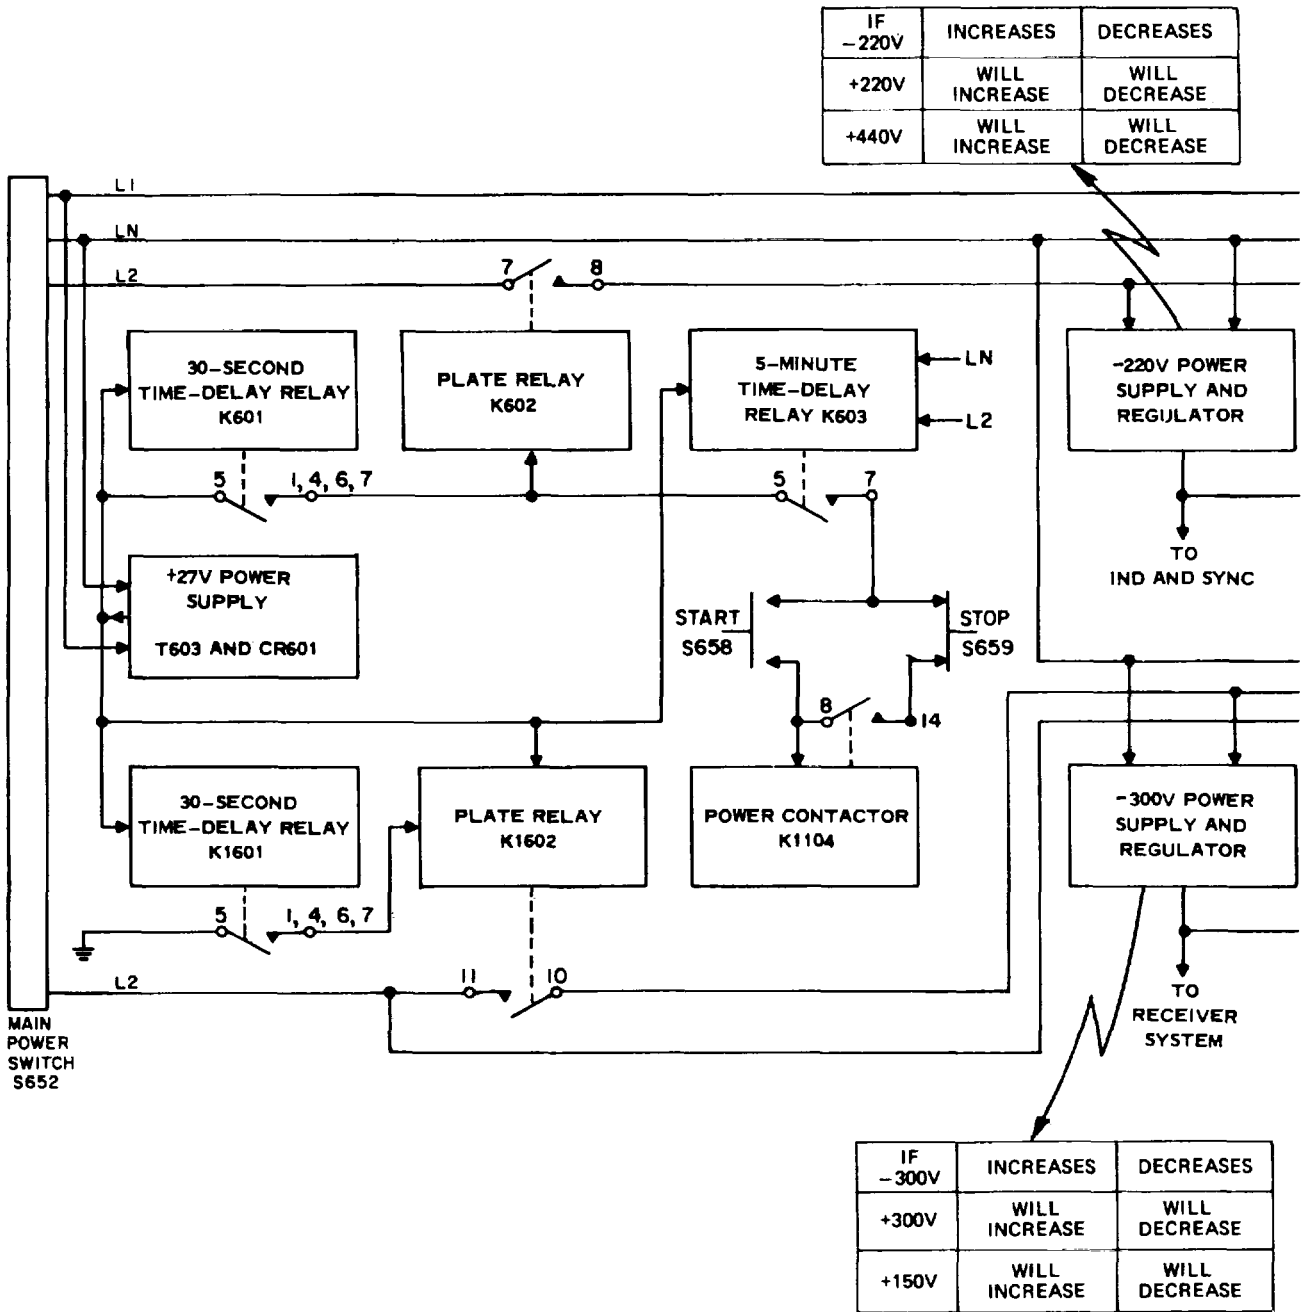 IF
-220V
INCREASES
DECREASES
+220V
WILL
INCREASE
WILL
DECREASE
+440V
WILL
INCREASE
WILL
DECREASE
L1
LN
L2
7
8
30-SECOND
TIME-DELAY RELAY
K601
PLATE RELAY
K602
5-MINUTE
TIME-DELAY
RELAY K603
LN
L2
-220V POWER
SUPPLY AND
REGULATOR
5
1, 4, 6, 7
5
7
TO
IND AND SYNC
+27V POWER
SUPPLY
T603 AND CR601
START
S658
STOP
S659
8
14
30-SECOND
TIME-DELAY RELAY
K1601
PLATE RELAY
K1602
POWER CONTACTOR
K1104
-300V POWER
SUPPLY AND
REGULATOR
5
1, 4, 6, 7
L2
11
10
TO
RECEIVER
SYSTEM
MAIN
POWER
SWITCH
S652
IF
-300V
INCREASES
DECREASES
+300V
WILL
INCREASE
WILL
DECREASE
+150V
WILL
INCREASE
WILL
DECREASE